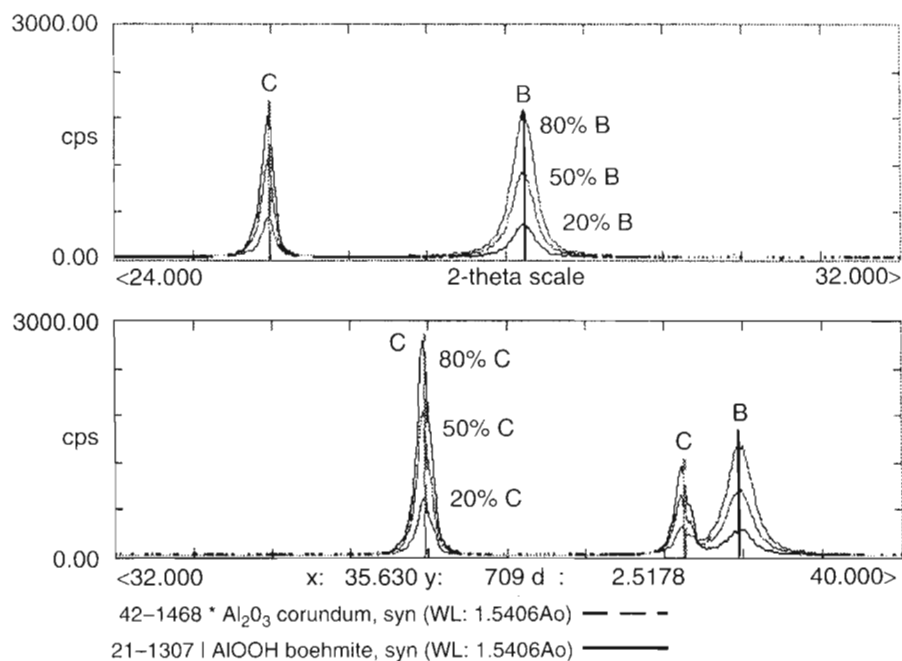 3000.00
C
B
80% B
cps
50% B
20% B
0.00
<24.000 2-theta scale 32.000>
3000.00
C
80% C
B
50% C
C
cps
20% C
0.00
<32.000 x: 35.630 y: 709 d : 2.5178 40.000>
42–1468 * Al₂0₃ corundum, syn (WL: 1.5406Ao)
21–1307 | AlOOH boehmite, syn (WL: 1.5406Ao)